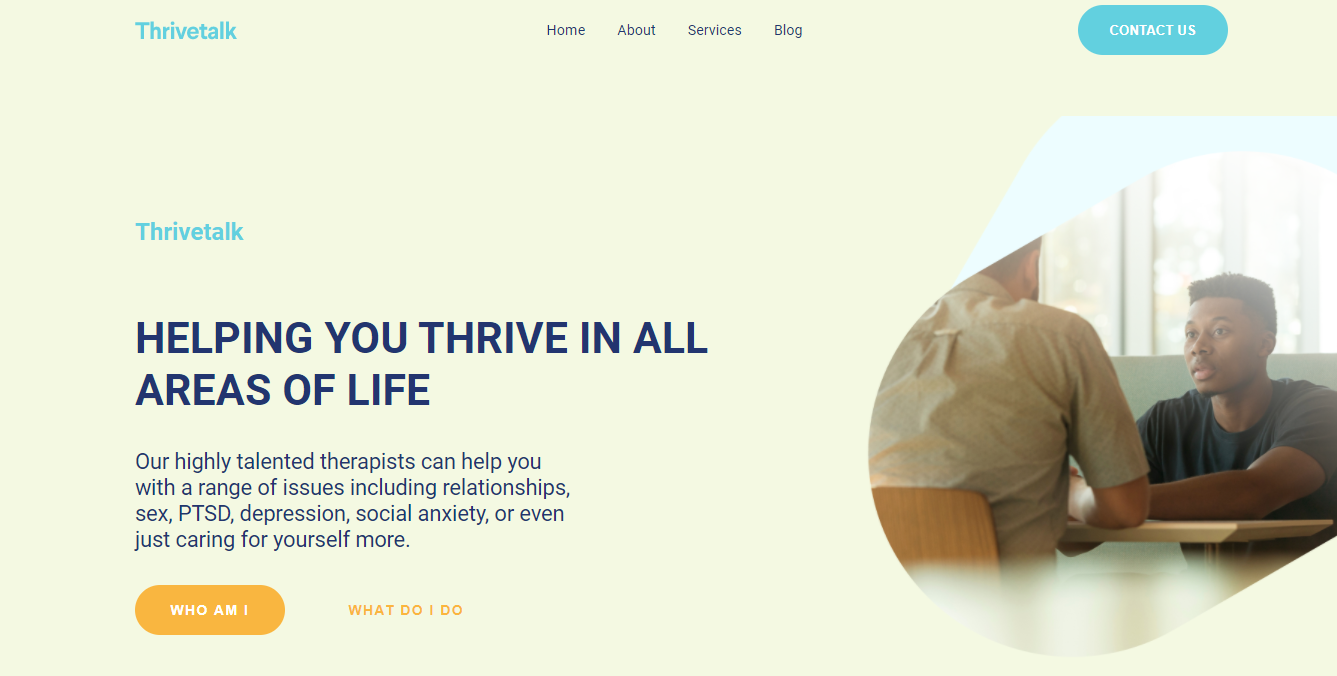 Thrivetalk
Home About Services Blog
CONTACT US
Thrivetalk
HELPING YOU THRIVE IN ALL
AREAS OF LIFE
Our highly talented therapists can help you
with a range of issues including relationships,
sex, PTSD, depression, social anxiety, or even
just caring for yourself more.
WHO AM I
WHAT DO I DO